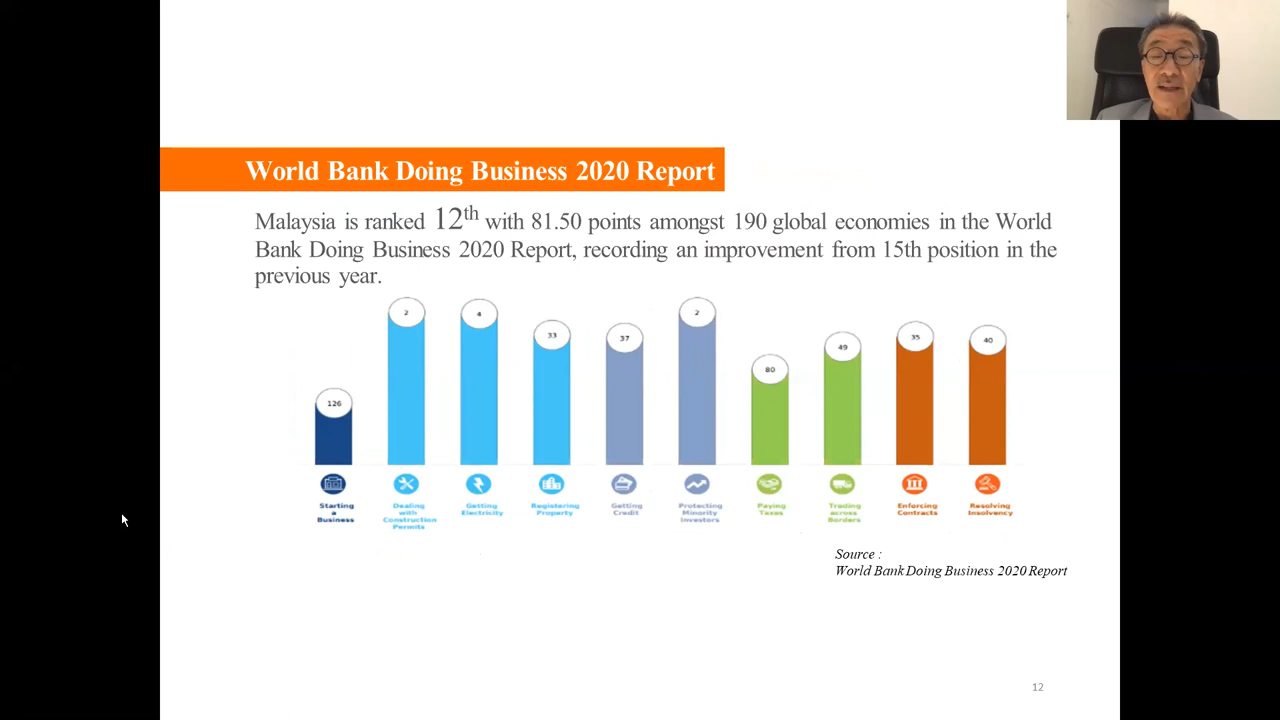 World Bank Doing Business 2020 Report
Malaysia is ranked 12th with 81.50 points amongst 190 global economies in the World
Bank Doing Business 2020 Report, recording an improvement from 15th position in the
previous year.
126
2
4
33
37
2
80
49
35
40
Starting
a
Business
Dealing
with
Construction
Permits
Getting
Electricity
Registering
Property
Getting
Credit
Protecting
Minority
Investors
Paying
Taxes
Trading
across
Borders
Enforcing
Contracts
Resolving
Insolvency
Source :
World Bank Doing Business 2020 Report
12